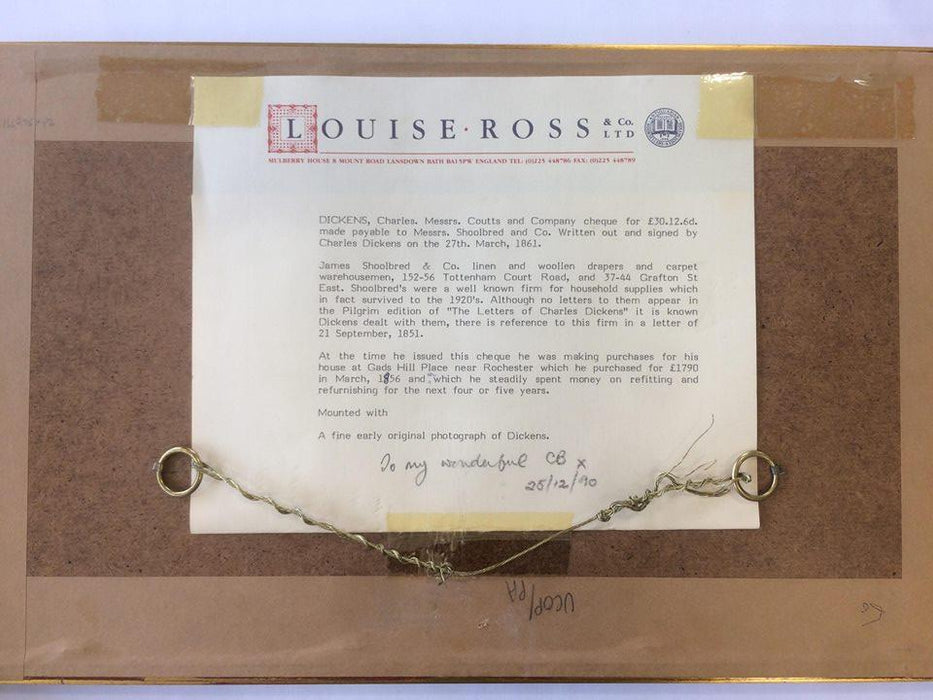 LOUISE·ROSS & Co. LTD
MULBERRY HOUSE 8 MOUNT ROAD LANSDOWN BATH BA1 5PW ENGLAND TEL: (0)225 448786 FAX: (0)225 448789
DICKENS, Charles. Messrs. Coutts and Company cheque for £30.12.6d.
made payable to Messrs. Shoolbred and Co. Written out and signed by
Charles Dickens on the 27th. March, 1861.
James Shoolbred & Co. linen and woollen drapers and carpet
warehousemen, 152-56 Tottenham Court Road, and 37-44 Grafton St
East. Shoolbred's were a well known firm for household supplies which
in fact survived to the 1920's. Although no letters to them appear in
the Pilgrim edition of "The Letters of Charles Dickens" it is known
Dickens dealt with them, there is reference to this firm in a letter of
21 September, 1851.
At the time he issued this cheque he was making purchases for his
house at Gads Hill Place near Rochester which he purchased for £1790
in March, 1856 and which he steadily spent money on refitting and
refurnishing for the next four or five years.
Mounted with
A fine early original photograph of Dickens.
To my wonderful CB x
25/12/90
UCOP/PA